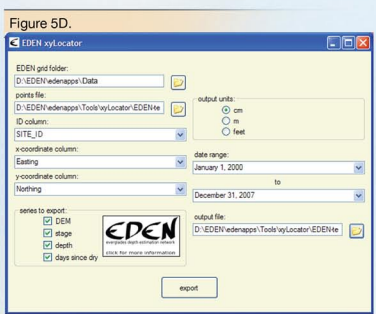 Figure 5D.
EDEN xyLocator
EDEN grid folder:
D:\EDEN\edenapps\Data
points file:
D:\EDEN\edenapps\Tools\xyLocator\EDEN-te
ID column:
SITE_ID
x-coordinate column:
Easting
y-coordinate column:
Northing
output units:
cm
m
feet
date range:
January 1, 2000
to
December 31, 2007
series to export:
DEM
stage
depth
days since dry
EDEN
everglades depth estimation network
click for more information
output file:
D:\EDEN\edenapps\Tools\xyLocator\EDEN-te
export